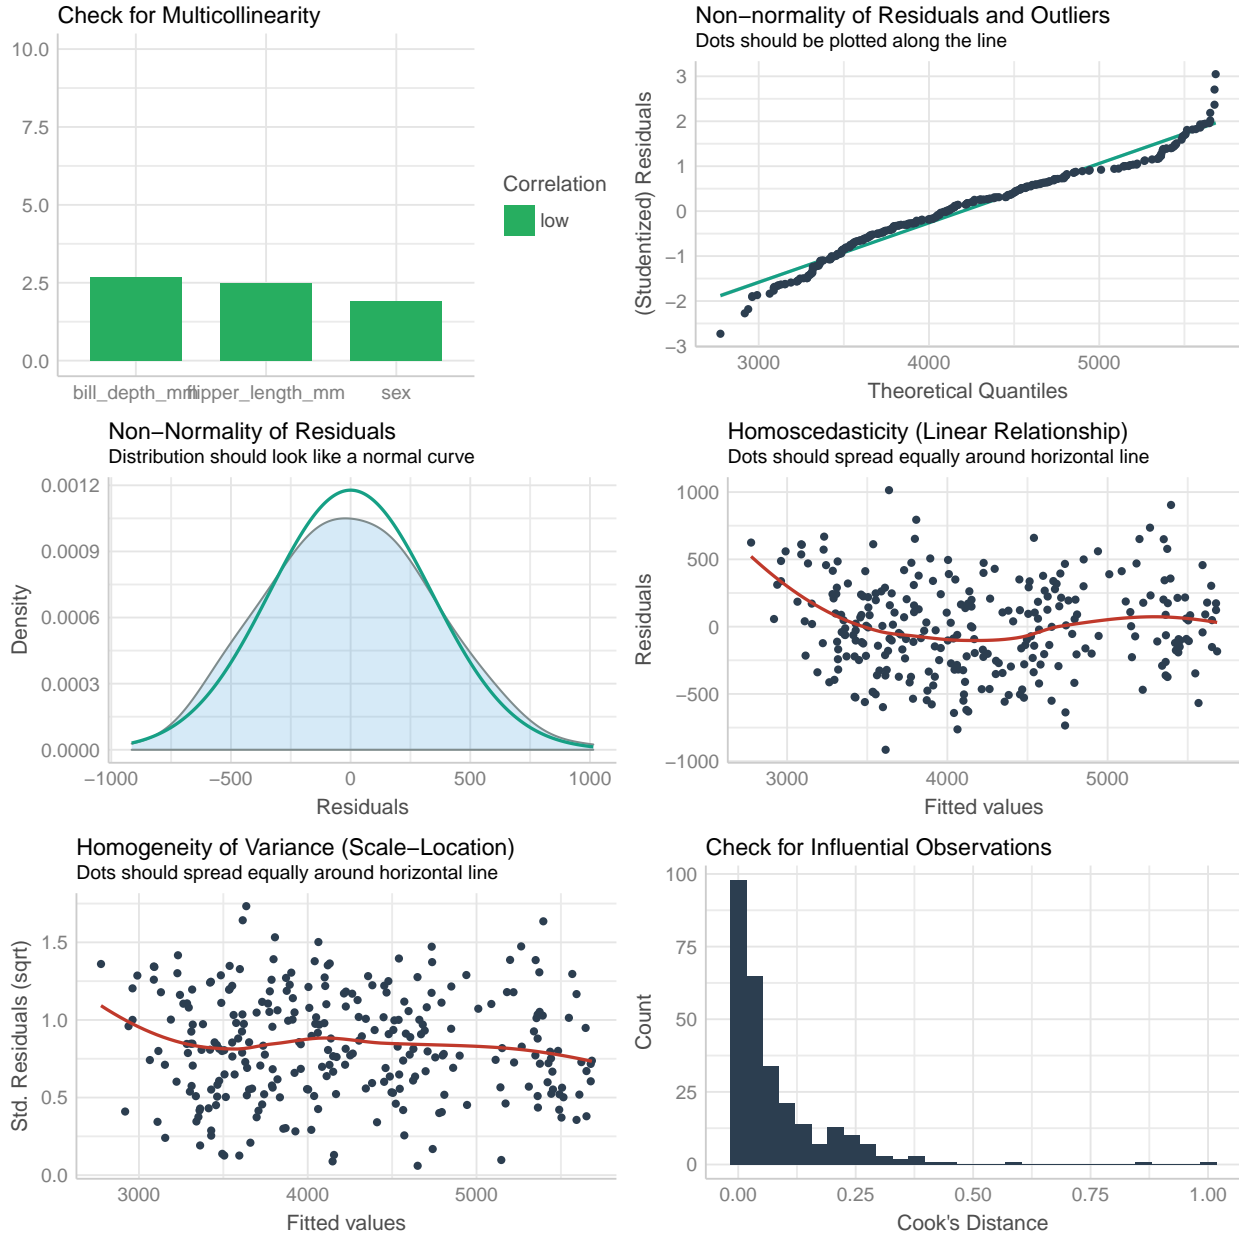 Check for Multicollinearity
10.0
7.5
5.0
2.5
0.0
bill_depth_mm flipper_length_mm sex
Correlation
low
Non−normality of Residuals and Outliers
Dots should be plotted along the line
(Studentized) Residuals
3
2
1
0
−1
−2
−3
3000 4000 5000
Theoretical Quantiles
Non−Normality of Residuals
Distribution should look like a normal curve
Density
0.0012
0.0009
0.0006
0.0003
0.0000
−1000 −500 0 500 1000
Residuals
Homoscedasticity (Linear Relationship)
Dots should spread equally around horizontal line
Residuals
1000
500
0
−500
−1000
3000 4000 5000
Fitted values
Homogeneity of Variance (Scale−Location)
Dots should spread equally around horizontal line
Std. Residuals (sqrt)
1.5
1.0
0.5
0.0
3000 4000 5000
Fitted values
Check for Influential Observations
Count
100
75
50
25
0
0.00 0.25 0.50 0.75 1.00
Cook's Distance